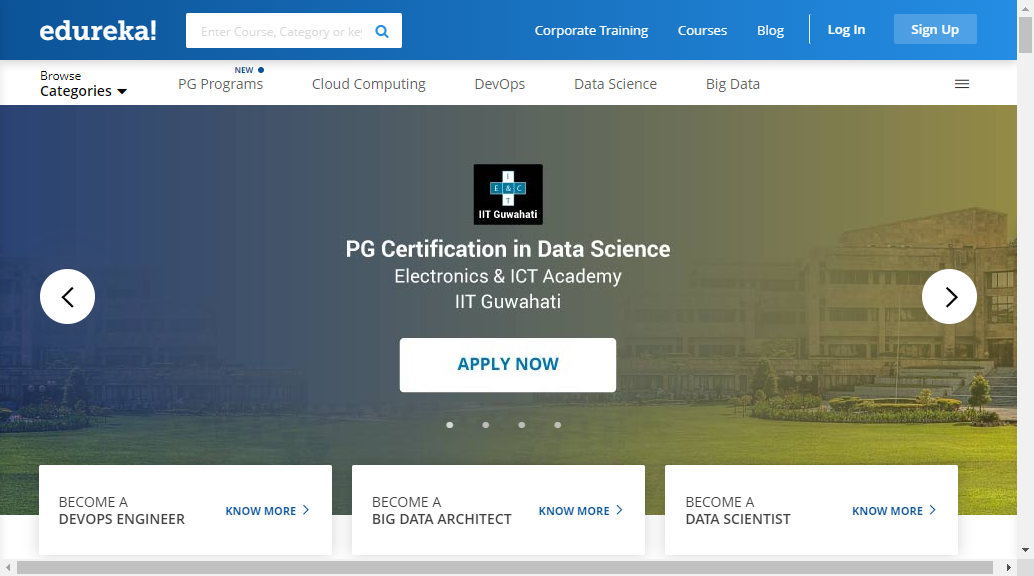 edureka!
Enter Course, Category or ke
Corporate Training
Courses
Blog
Log In
Sign Up
Browse
Categories
NEW
PG Programs
Cloud Computing
DevOps
Data Science
Big Data
I
E & C
T
IIT Guwahati
PG Certification in Data Science
Electronics & ICT Academy
IIT Guwahati
APPLY NOW
BECOME A
DEVOPS ENGINEER
KNOW MORE
BECOME A
BIG DATA ARCHITECT
KNOW MORE
BECOME A
DATA SCIENTIST
KNOW MORE